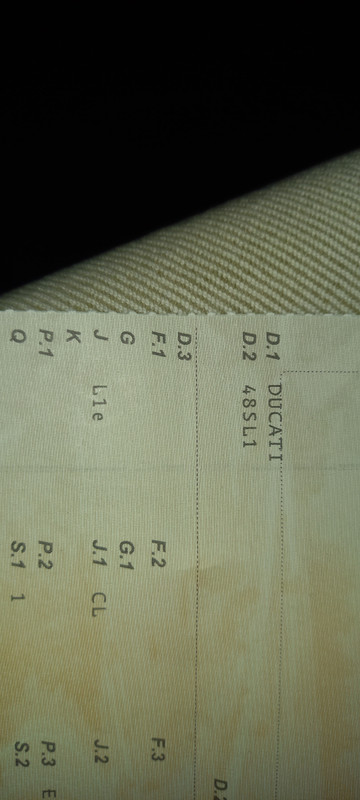 D.1 DUCATI
D.2 48SL1
D.3
F.1 F.2 F.3
G G.1
J L1e J.1 CL J.2
K
P.1 P.2 P.3 E
Q S.1 1 S.2